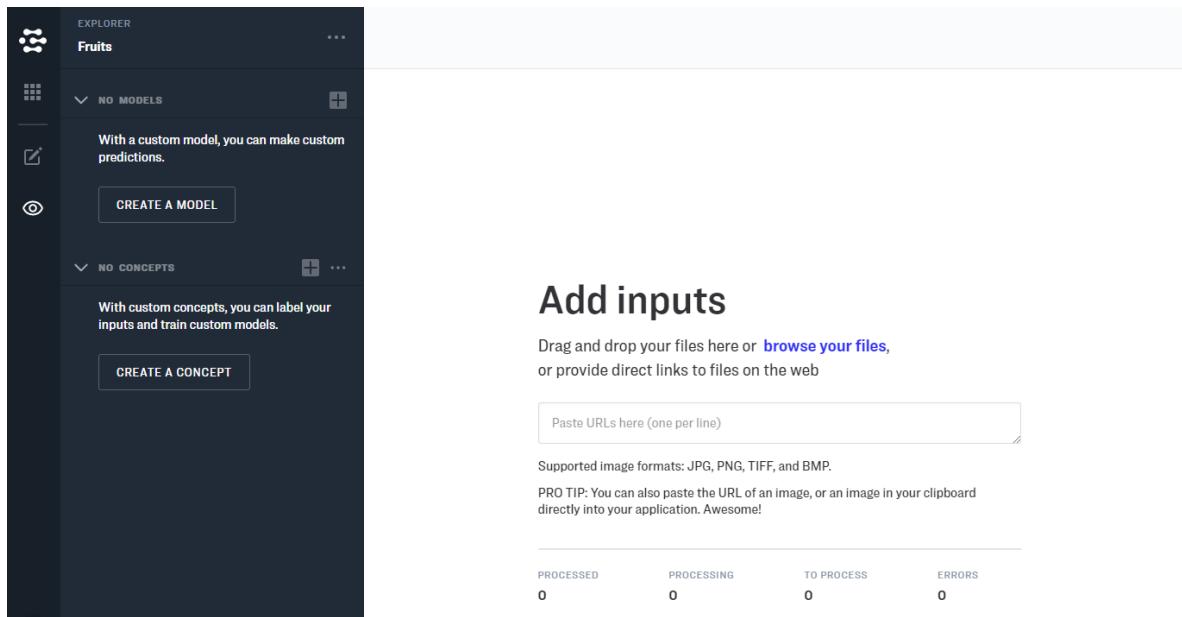 EXPLORER
Fruits
NO MODELS
With a custom model, you can make custom
predictions.
CREATE A MODEL
NO CONCEPTS
With custom concepts, you can label your
inputs and train custom models.
CREATE A CONCEPT
Add inputs
Drag and drop your files here or browse your files,
or provide direct links to files on the web
Paste URLs here (one per line)
Supported image formats: JPG, PNG, TIFF, and BMP.
PRO TIP: You can also paste the URL of an image, or an image in your clipboard
directly into your application. Awesome!
PROCESSED PROCESSING TO PROCESS ERRORS
0 0 0 0